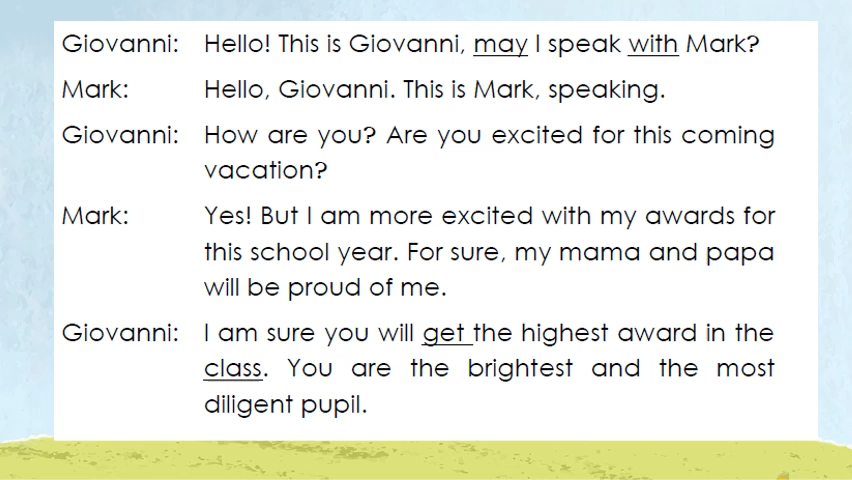 Giovanni: Hello! This is Giovanni, may I speak with Mark?
Mark: Hello, Giovanni. This is Mark, speaking.
Giovanni: How are you? Are you excited for this coming
vacation?
Mark: Yes! But I am more excited with my awards for
this school year. For sure, my mama and papa
will be proud of me.
Giovanni: I am sure you will get the highest award in the
class. You are the brightest and the most
diligent pupil.